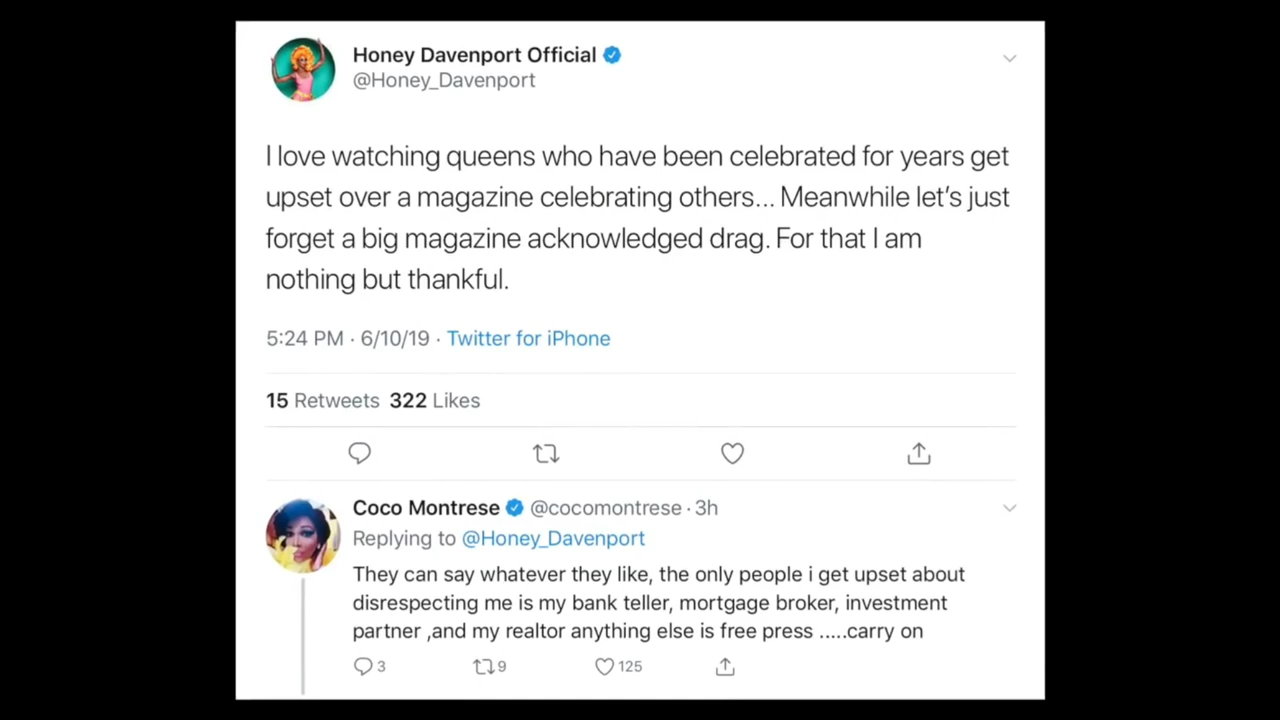 Honey Davenport Official
@Honey_Davenport
I love watching queens who have been celebrated for years get
upset over a magazine celebrating others... Meanwhile let's just
forget a big magazine acknowledged drag. For that I am
nothing but thankful.
5:24 PM · 6/10/19 · Twitter for iPhone
15 Retweets 322 Likes
Coco Montrese @cocomontrese · 3h
Replying to @Honey_Davenport
They can say whatever they like, the only people i get upset about
disrespecting me is my bank teller, mortgage broker, investment
partner ,and my realtor anything else is free press .....carry on
3 9 125